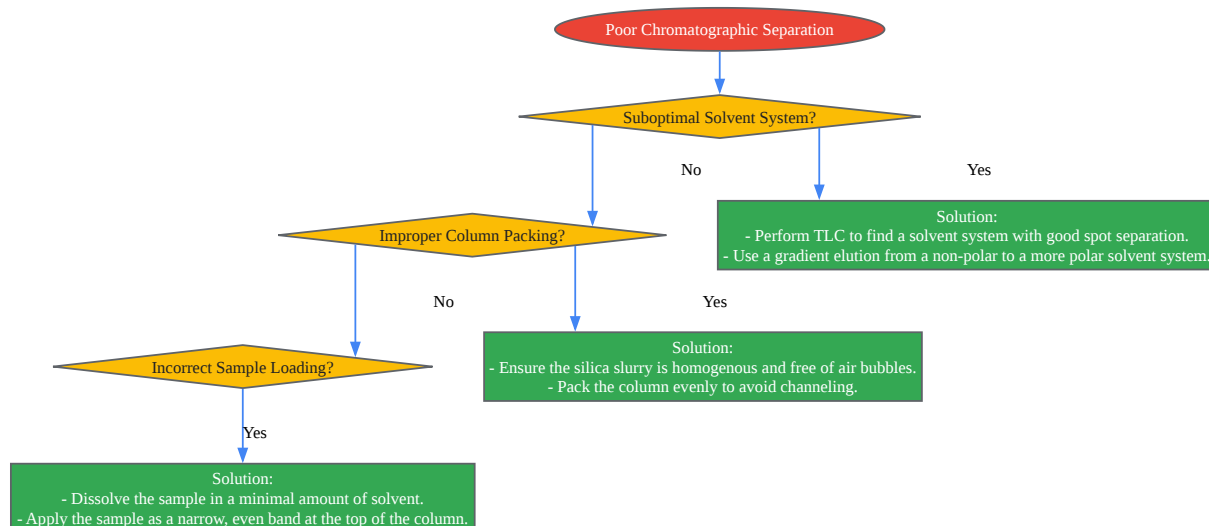 Poor Chromatographic Separation
Suboptimal Solvent System?
No
Yes
Solution:
- Perform TLC to find a solvent system with good spot separation.
- Use a gradient elution from a non-polar to a more polar solvent system.
Improper Column Packing?
No
Yes
Solution:
- Ensure the silica slurry is homogenous and free of air bubbles.
- Pack the column evenly to avoid channeling.
Incorrect Sample Loading?
Yes
Solution:
- Dissolve the sample in a minimal amount of solvent.
- Apply the sample as a narrow, even band at the top of the column.